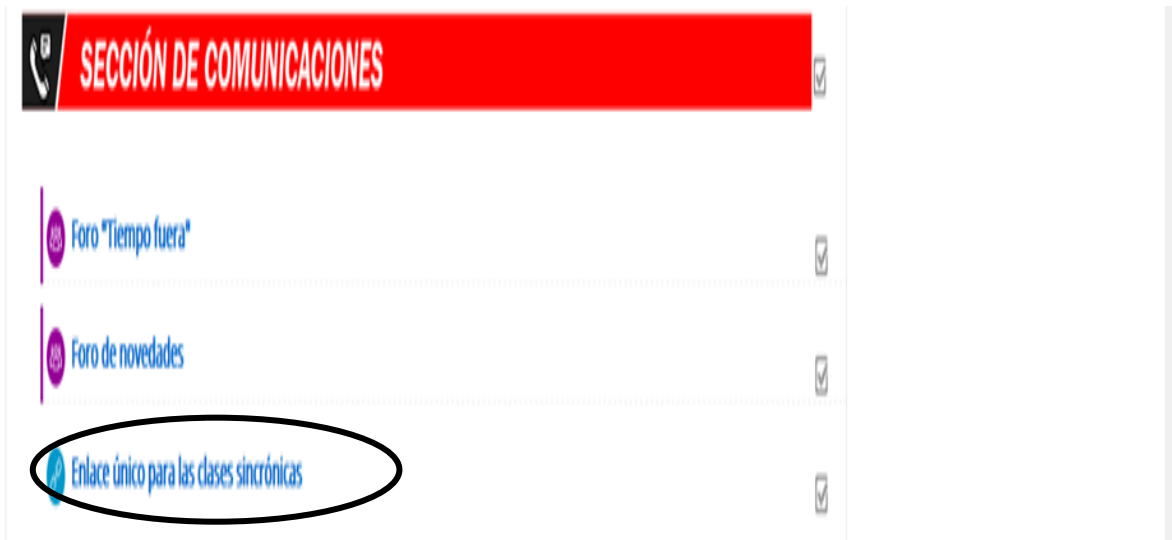 SECCIÓN DE COMUNICACIONES
Foro "Tiempo fuera"
Foro de novedades
Enlace único para las clases sincrónicas